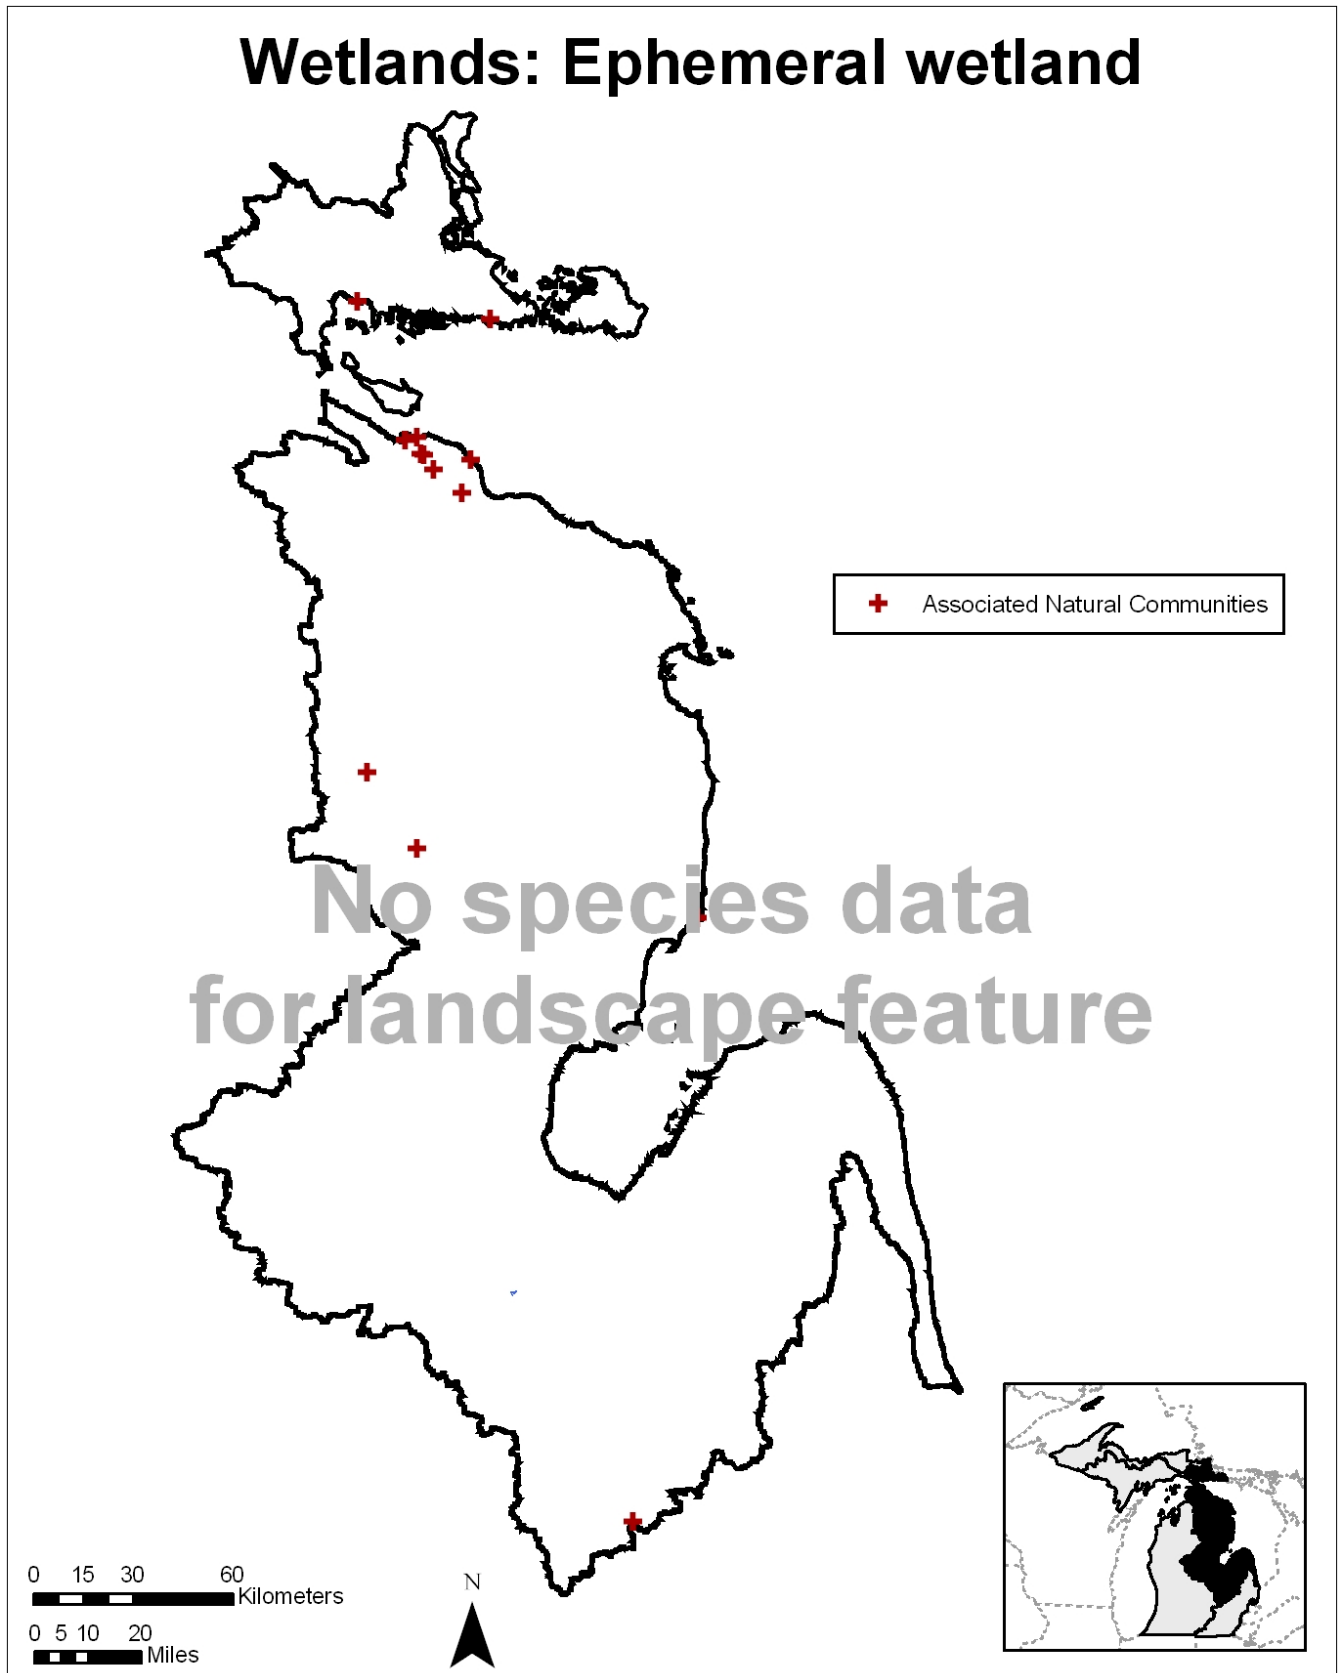 Wetlands: Ephemeral wetland
Associated Natural Communities
No species data
for landscape feature
0 15 30 60
Kilometers
0 5 10 20
Miles
N